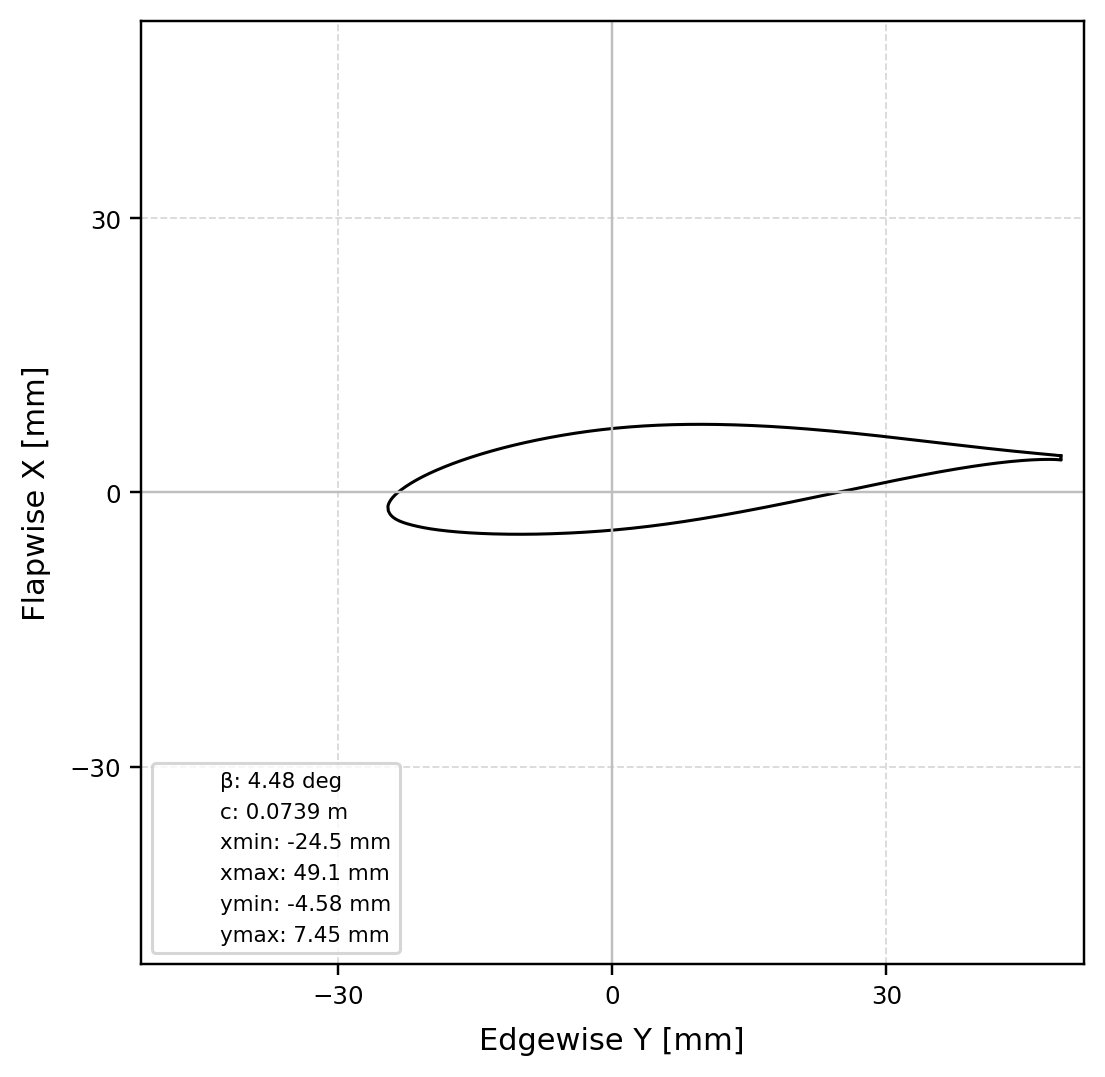 Flapwise X [mm]
30
0
−30
β: 4.48 deg
c: 0.0739 m
xmin: -24.5 mm
xmax: 49.1 mm
ymin: -4.58 mm
ymax: 7.45 mm
−30 0 30
Edgewise Y [mm]